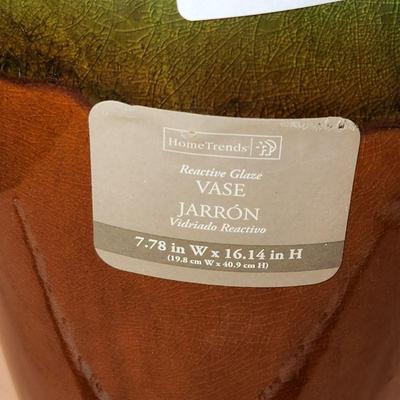 HomeTrends
Reactive Glaze
VASE
JARRÓN
Vidriado Reactivo
7.78 in W x 16.14 in H
(19.8 cm W x 40.9 cm H)